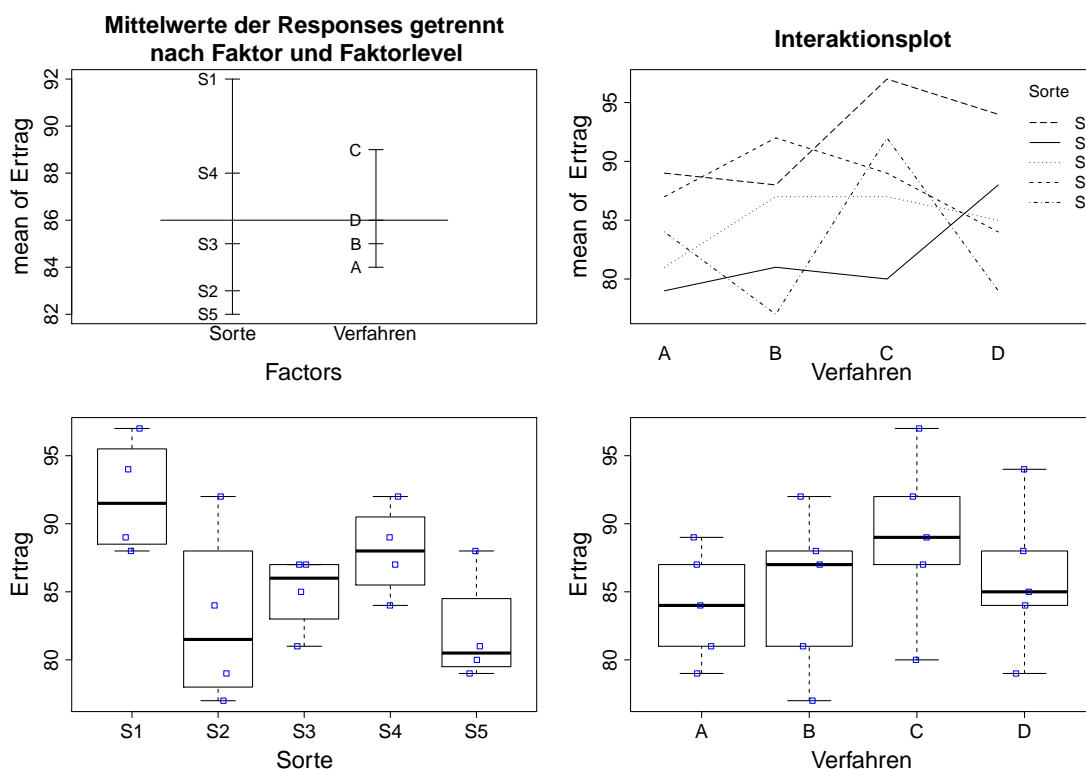 Mittelwerte der Responses getrennt
nach Faktor und Faktorlevel
mean of Ertrag
92
90
88
86
84
82
S1
S4
S3
S2
S5
C
D
B
A
Sorte
Verfahren
Factors
Interaktionsplot
mean of Ertrag
95
90
85
80
Sorte
S
S
S
S
S
A
B
C
D
Verfahren
Ertrag
95
90
85
80
S1
S2
S3
S4
S5
Sorte
Ertrag
95
90
85
80
A
B
C
D
Verfahren